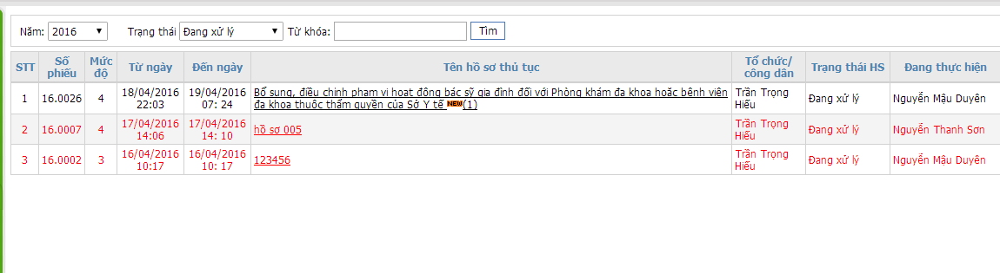 Năm: 2016 Trạng thái Đang xử lý Từ khóa: Tìm
STT Số phiếu Mức độ Từ ngày Đến ngày Tên hồ sơ thủ tục Tổ chức/ công dân Trạng thái HS Đang thực hiện
1 16.0026 4 18/04/2016 22:03 19/04/2016 07: 24 Bổ sung, điều chỉnh phạm vi hoạt động bác sỹ gia đình đối với Phòng khám đa khoa hoặc bệnh viện đa khoa thuộc thẩm quyền của Sở Y tế NEW(1) Trần Trọng Hiếu Đang xử lý Nguyễn Mậu Duyên
2 16.0007 4 17/04/2016 14:06 17/04/2016 14: 10 hồ sơ 005 Trần Trọng Hiếu Đang xử lý Nguyễn Thanh Sơn
3 16.0002 3 16/04/2016 10:17 16/04/2016 10: 17 123456 Trần Trọng Hiếu Đang xử lý Nguyễn Mậu Duyên